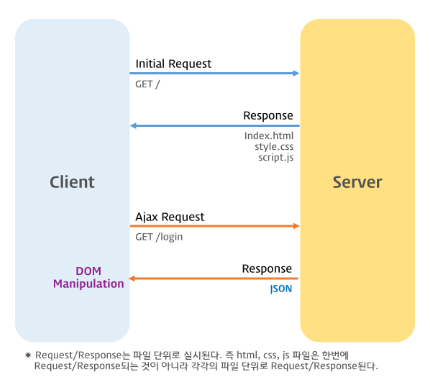 Initial Request
GET /
Response
Index.html
style.css
script.js
Client
Server
Ajax Request
GET /login
Response
JSON
DOM
Manipulation
* Request/Response는 파일 단위로 실시된다. 즉 html, css, js 파일은 한번에
Request/Response되는 것이 아니라 각각의 파일 단위로 Request/Response된다.